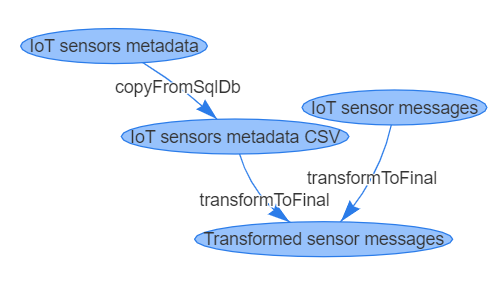 IoT sensors metadata
copyFromSqlDb
IoT sensor messages
IoT sensors metadata CSV
transformToFinal
transformToFinal
Transformed sensor messages